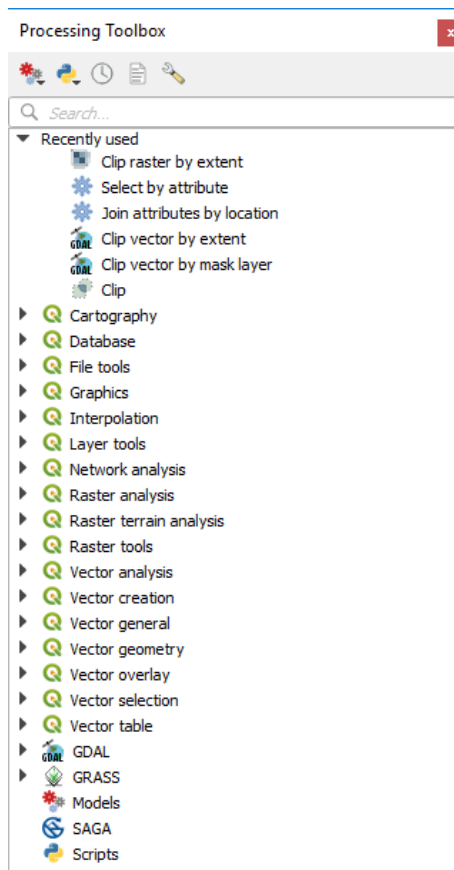 Processing Toolbox
x
Search...
Recently used
Clip raster by extent
Select by attribute
Join attributes by location
GDAL Clip vector by extent
GDAL Clip vector by mask layer
Clip
Cartography
Database
File tools
Graphics
Interpolation
Layer tools
Network analysis
Raster analysis
Raster terrain analysis
Raster tools
Vector analysis
Vector creation
Vector general
Vector geometry
Vector overlay
Vector selection
Vector table
GDAL GDAL
GRASS
Models
SAGA
Scripts